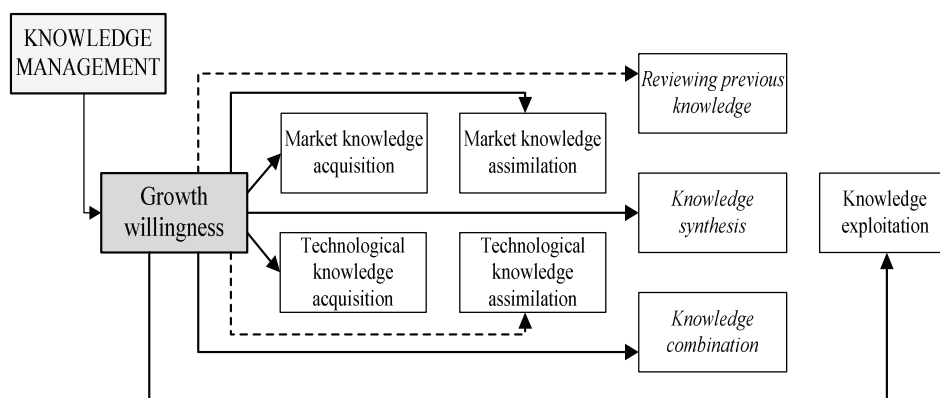 KNOWLEDGE
MANAGEMENT
Reviewing previous
knowledge
Market knowledge
acquisition
Market knowledge
assimilation
Growth
willingness
Knowledge
synthesis
Knowledge
exploitation
Technological
knowledge
acquisition
Technological
knowledge
assimilation
Knowledge
combination